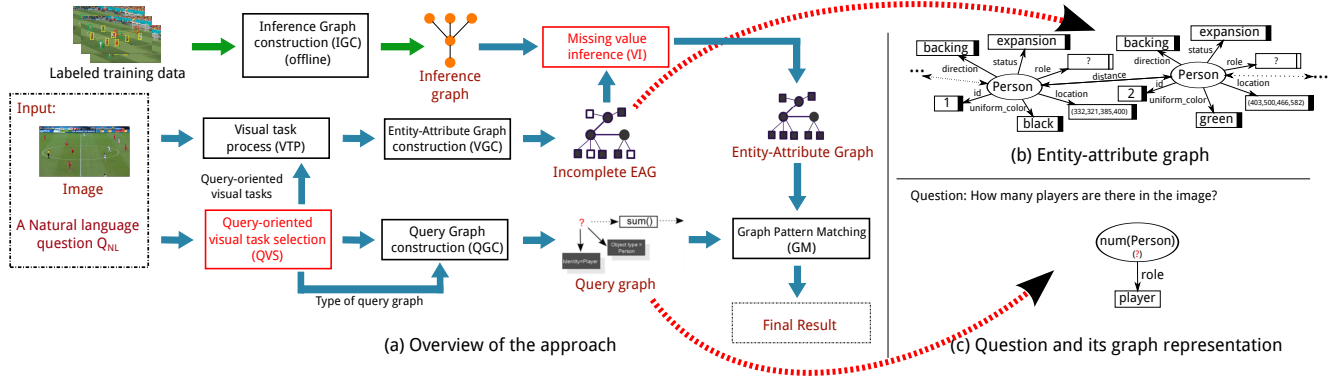 Labeled training data
Inference Graph
construction (IGC)
(offline)
Inference
graph
Missing value
inference (VI)
Input:
Image
A Natural language
question QNL
Visual task
process (VTP)
Entity-Attribute Graph
construction (VGC)
Incomplete EAG
Entity-Attribute Graph
Query-oriented
visual tasks
Query-oriented
visual task selection
(QVS)
Query Graph
construction (QGC)
Type of query graph
?
sum()
Object type =
Person
Identity=Player
Query graph
Graph Pattern Matching
(GM)
Final Result
(a) Overview of the approach
backing
expansion
direction
status
role
?
...
Person
distance
id
1
uniform_color
location
(332,321,385,400)
black
backing
expansion
direction
status
role
?
Person
...
id
2
uniform_color
location
(403,500,466,582)
green
(b) Entity-attribute graph
Question: How many players are there in the image?
num(Person)
(?)
role
player
(c) Question and its graph representation